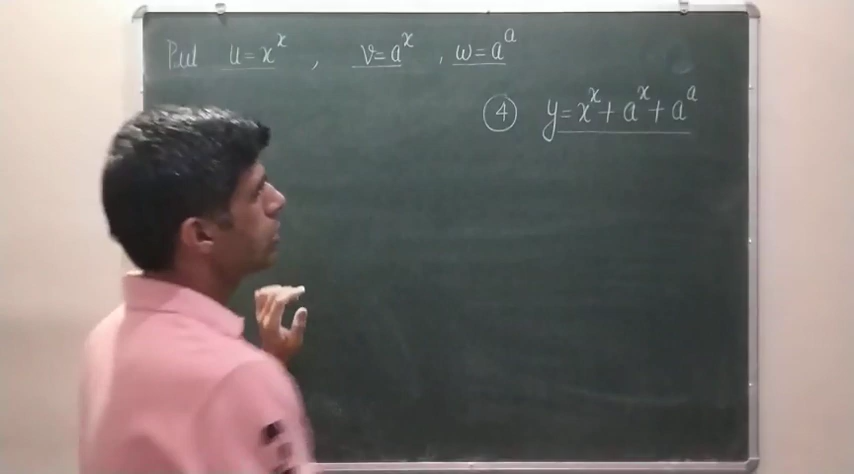 Put u = x^x , v = a^x , w = a^a
④ y = x^x + a^x + a^a